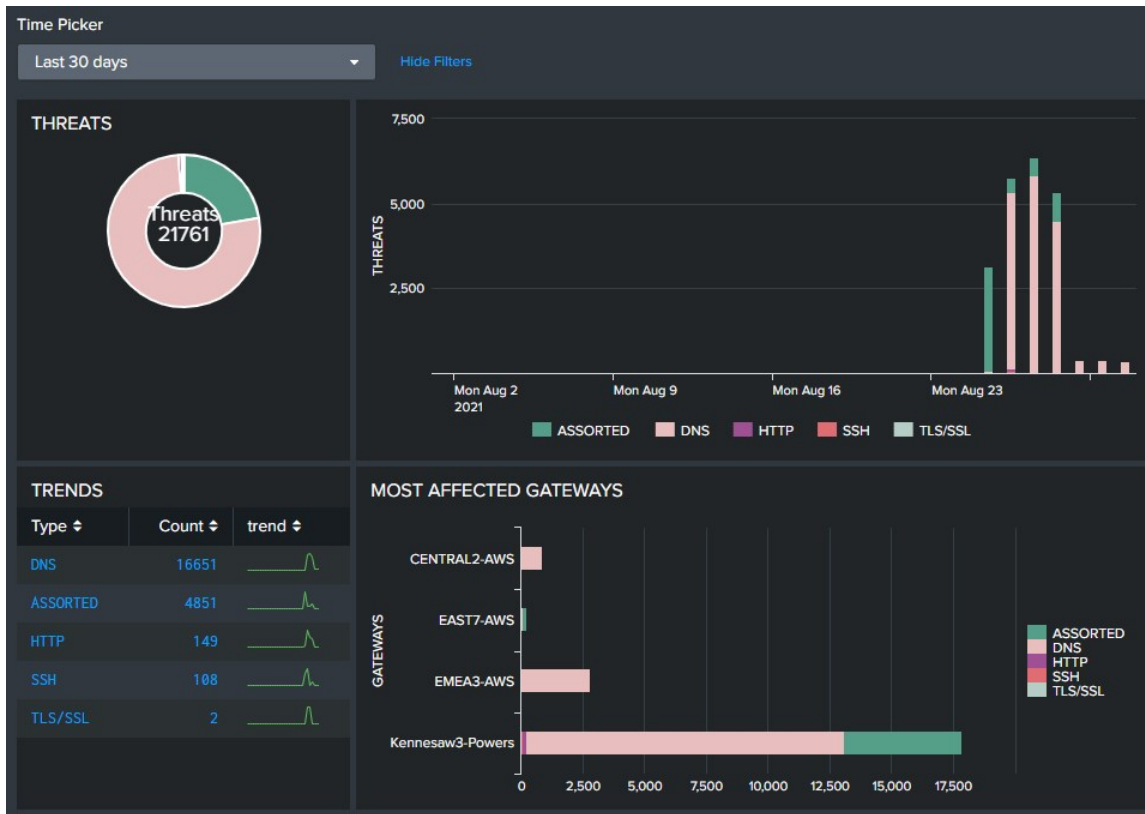 Time Picker
Last 30 days
Hide Filters
THREATS
Threats
21761
THREATS
7,500
5,000
2,500
Mon Aug 2
2021
Mon Aug 9
Mon Aug 16
Mon Aug 23
ASSORTED DNS HTTP SSH TLS/SSL
TRENDS
Type Count trend
DNS 16651
ASSORTED 4851
HTTP 149
SSH 108
TLS/SSL 2
MOST AFFECTED GATEWAYS
GATEWAYS
CENTRAL2-AWS
EAST7-AWS
EMEA3-AWS
Kennesaw3-Powers
0 2,500 5,000 7,500 10,000 12,500 15,000 17,500
ASSORTED
DNS
HTTP
SSH
TLS/SSL